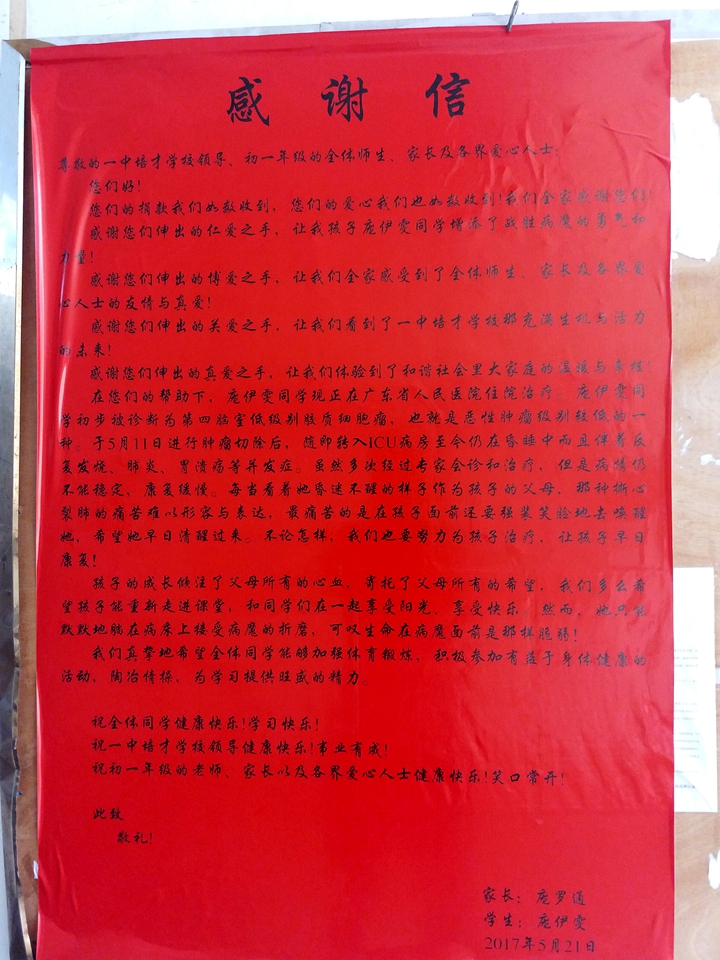 感谢信
尊敬的一中培才学校领导、初一年级的全体师生、家长及各界爱心人士:
您们好!
您们的捐款我们如数收到,您们的爱心我们也如数收到!我们全家感谢您们!
感谢您们伸出的仁爱之手,让我孩子庞伊雯同学增添了战胜病魔的勇气和
力量!
感谢您们伸出的博爱之手,让我们全家感受到了全体师生、家长及各界爱
心人士的友情与真爱!
感谢您们伸出的关爱之手,让我们看到了一中培才学校那充满生机与活力
的未来!
感谢您们伸出的真爱之手,让我们体验到了和谐社会里大家庭的温暖与亲桂!
在您们的帮助下,庞伊雯同学现正在广东省人民医院住院治疗。庞伊雯同
学初步被诊断为第四脑室低级别胶质细胞瘤,也就是恶性肿瘤级别较低的一
种。于5月11日进行肿瘤切除后,随即转入ICU病房至今仍在昏睡中而且伴着反
复发烧、肺炎、胃溃疡等并发症。虽然多次经过专家会诊和治疗,但是病情仍
不能稳定,康复缓慢。每当看着她昏迷不醒的样子作为孩子的父母,那种撕心
裂肺的痛苦难以形容与表达,最痛苦的是在孩子面前还要强装笑脸地去唤醒
她,希望她早日清醒过来。不论怎样,我们也要努力为孩子治疗,让孩子早日
康复!
孩子的成长倾注了父母所有的心血,寄托了父母所有的希望,我们多么希
望孩子能重新走进课堂,和同学们在一起享受阳光、享受快乐。然而,她只能
默默地躺在病床上接受病魔的折磨,可叹生命在病魔面前是那样脆弱!
我们真挚地希望全体同学能够加强体育锻炼,积极参加有益于身体健康的
活动,陶冶情操,为学习提供旺盛的精力。
祝全体同学健康快乐!学习快乐!
祝一中培才学校领导健康快乐!事业有成!
祝初一年级的老师、家长以及各界爱心人士健康快乐!笑口常开!
此致
敬礼!
家长:庞罗通
学生:庞伊雯
2017年5月21日